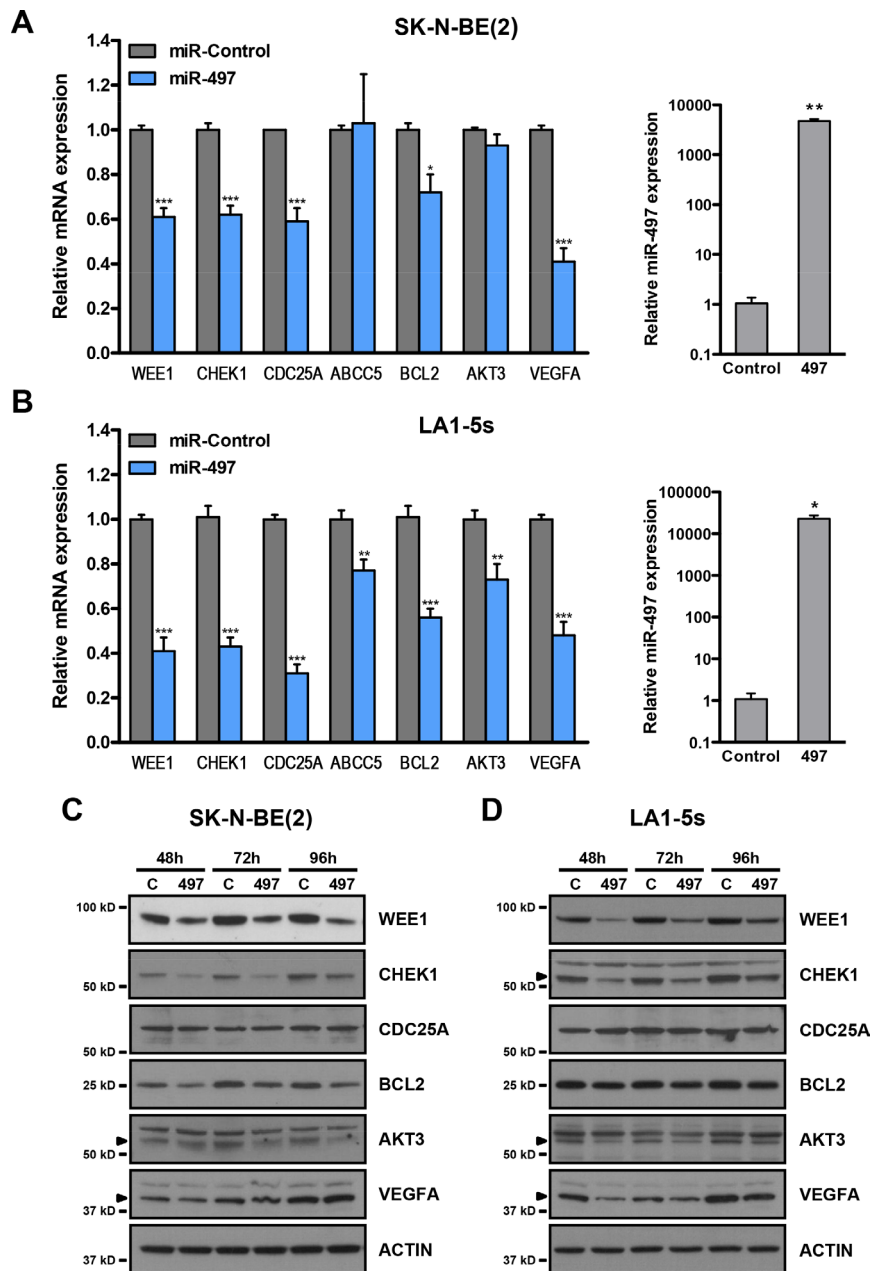 A
SK-N-BE(2)
miR-Control
miR-497
Relative mRNA expression
1.4
1.2
1.0
0.8
0.6
0.4
0.2
0.0
*** *** *** * ***
WEE1 CHEK1 CDC25A ABCC5 BCL2 AKT3 VEGFA
Relative miR-497 expression
10000
1000
100
10
1
0.1
**
Control 497
B
LA1-5s
miR-Control
miR-497
Relative mRNA expression
1.4
1.2
1.0
0.8
0.6
0.4
0.2
0.0
*** *** *** ** *** ** ***
WEE1 CHEK1 CDC25A ABCC5 BCL2 AKT3 VEGFA
Relative miR-497 expression
100000
10000
1000
100
10
1
0.1
*
Control 497
C
SK-N-BE(2)
48h 72h 96h
C 497 C 497 C 497
100 kD
WEE1
CHEK1
50 kD
CDC25A
50 kD
25 kD
BCL2
AKT3
50 kD
VEGFA
37 kD
ACTIN
37 kD
D
LA1-5s
48h 72h 96h
C 497 C 497 C 497
100 kD
WEE1
CHEK1
50 kD
CDC25A
50 kD
25 kD
BCL2
AKT3
50 kD
VEGFA
37 kD
ACTIN
37 kD